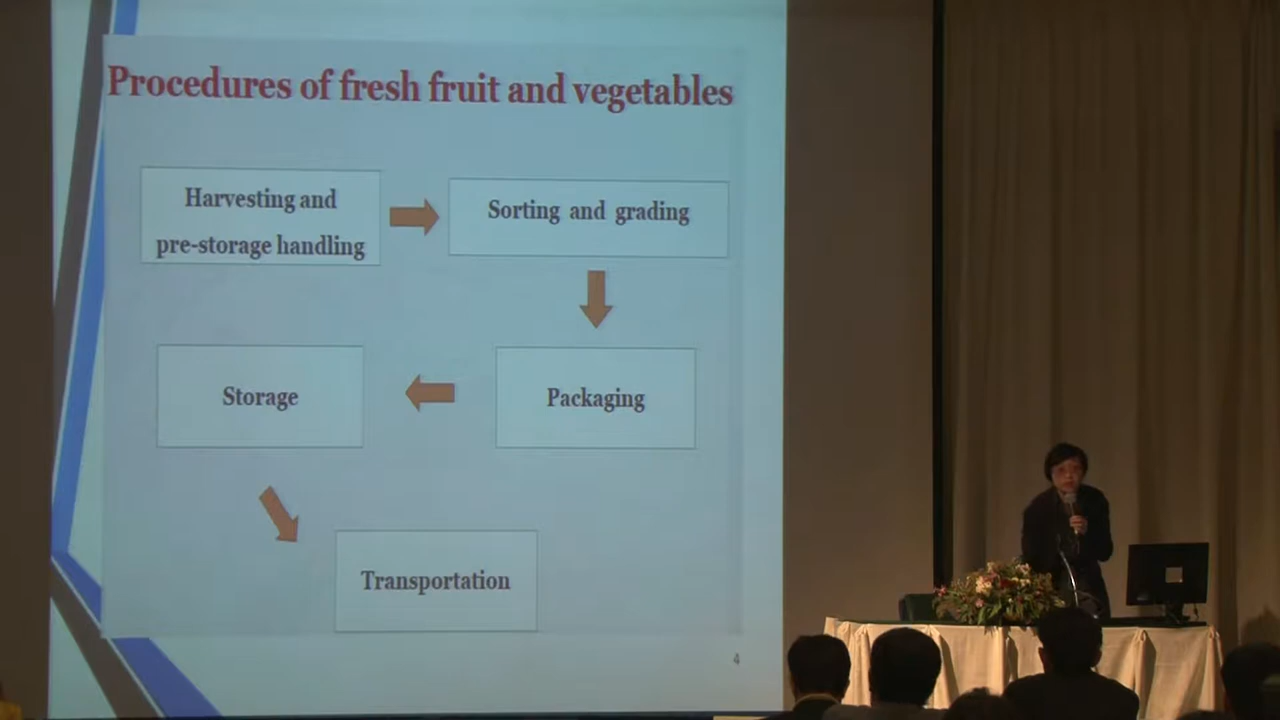 Procedures of fresh fruit and vegetables
Harvesting and
pre-storage handling
Sorting and grading
Storage
Packaging
Transportation
4